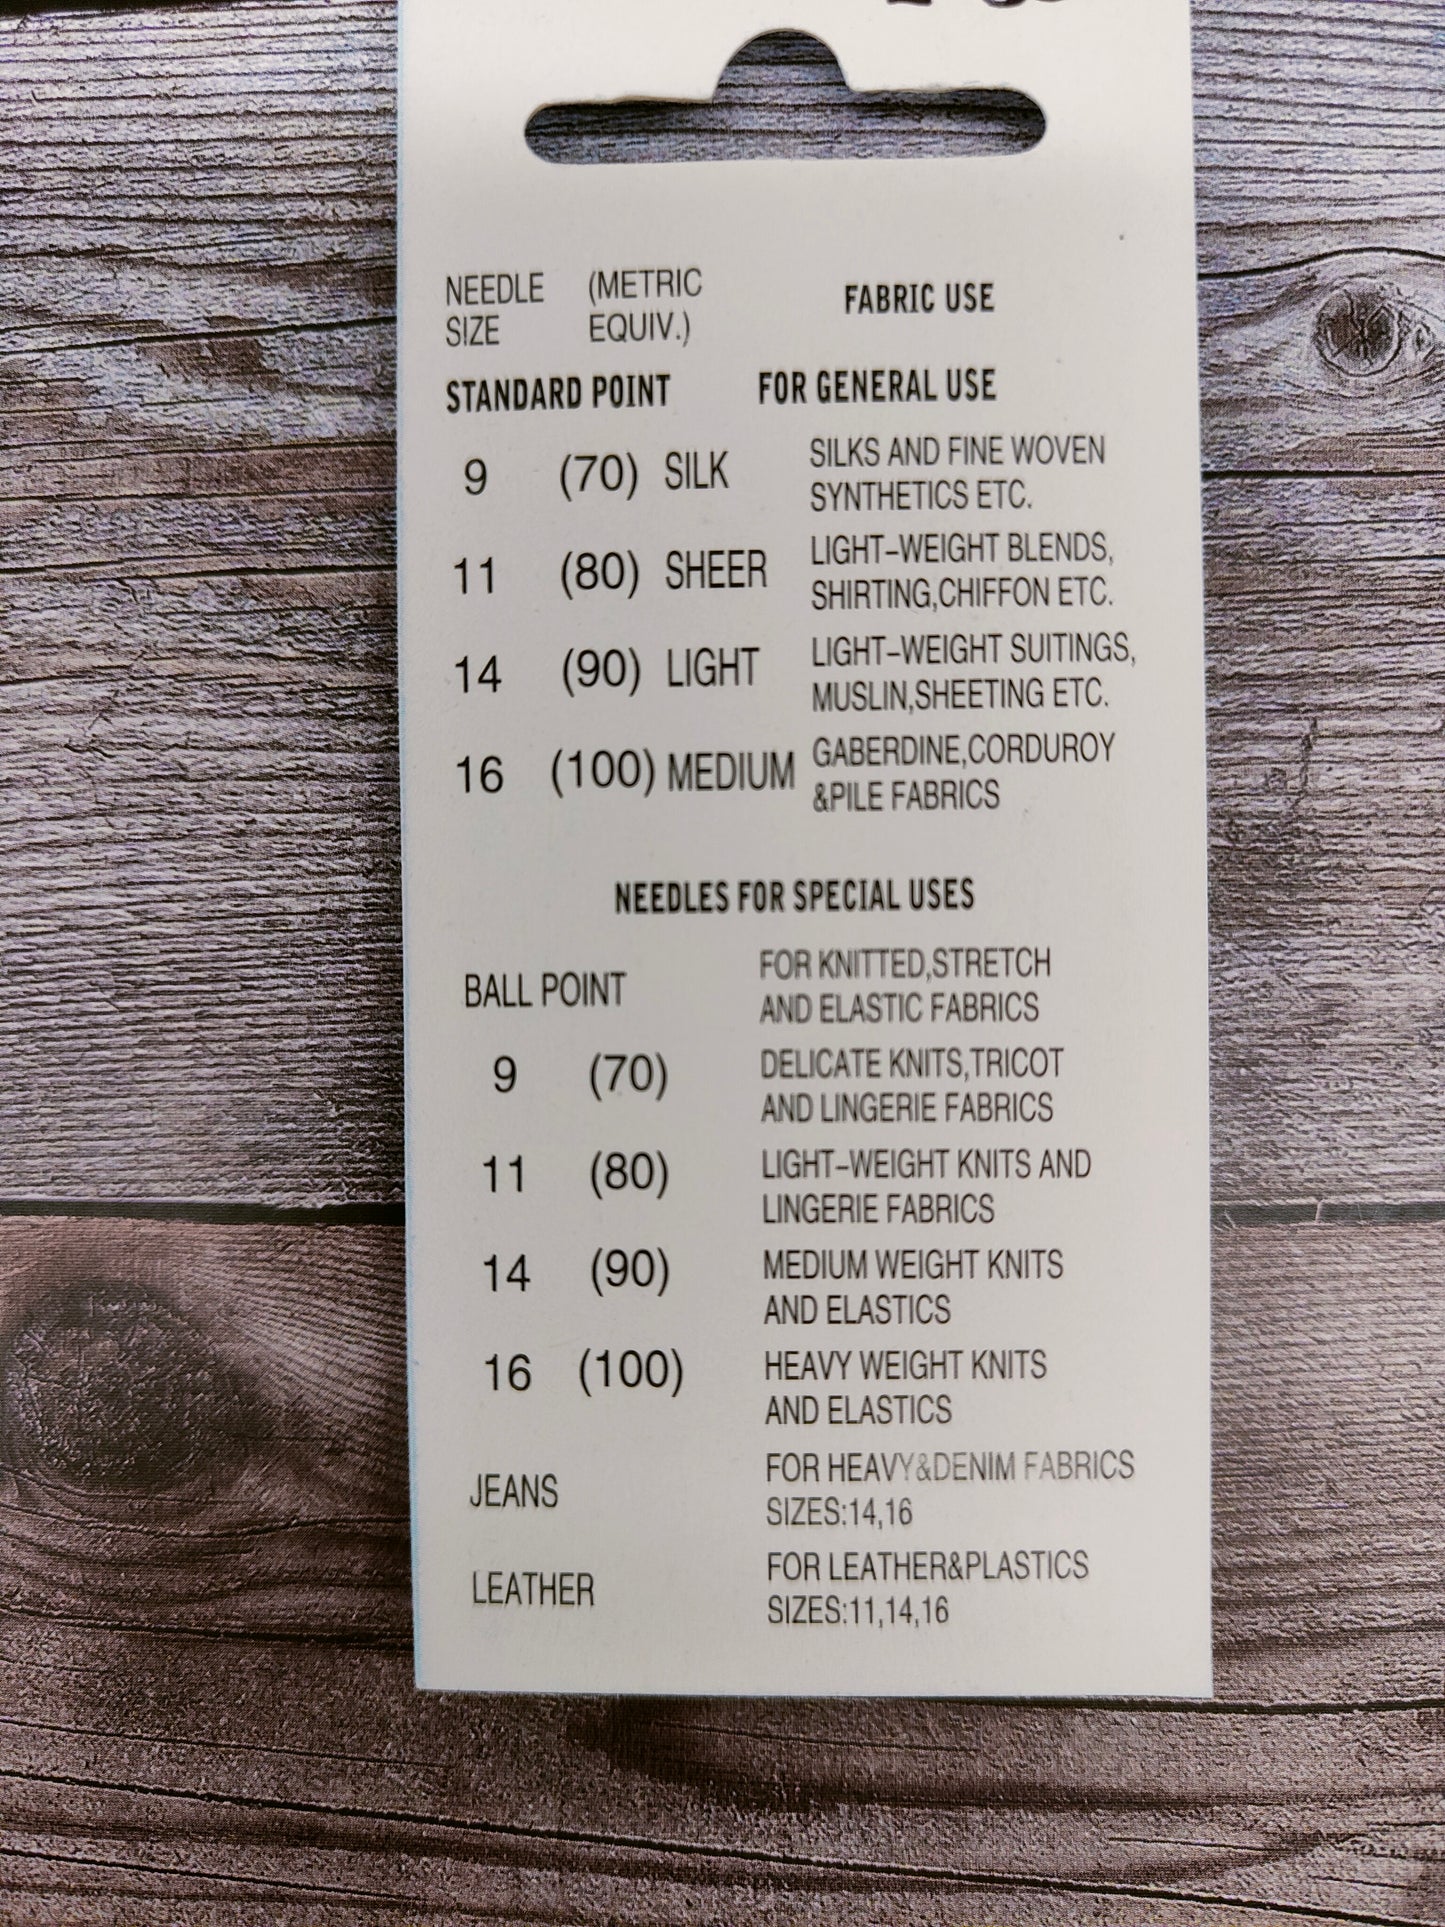 NEEDLE SIZE (METRIC EQUIV.) FABRIC USE
STANDARD POINT FOR GENERAL USE
9 (70) SILK SILKS AND FINE WOVEN
SYNTHETICS ETC.
11 (80) SHEER LIGHT-WEIGHT BLENDS,
SHIRTING,CHIFFON ETC.
14 (90) LIGHT LIGHT-WEIGHT SUITINGS,
MUSLIN,SHEETING ETC.
16 (100) MEDIUM GABERDINE,CORDUROY
&PILE FABRICS
NEEDLES FOR SPECIAL USES
BALL POINT FOR KNITTED,STRETCH
AND ELASTIC FABRICS
9 (70) DELICATE KNITS,TRICOT
AND LINGERIE FABRICS
11 (80) LIGHT-WEIGHT KNITS AND
LINGERIE FABRICS
14 (90) MEDIUM WEIGHT KNITS
AND ELASTICS
16 (100) HEAVY WEIGHT KNITS
AND ELASTICS
JEANS FOR HEAVY&DENIM FABRICS
SIZES:14,16
LEATHER FOR LEATHER&PLASTICS
SIZES:11,14,16